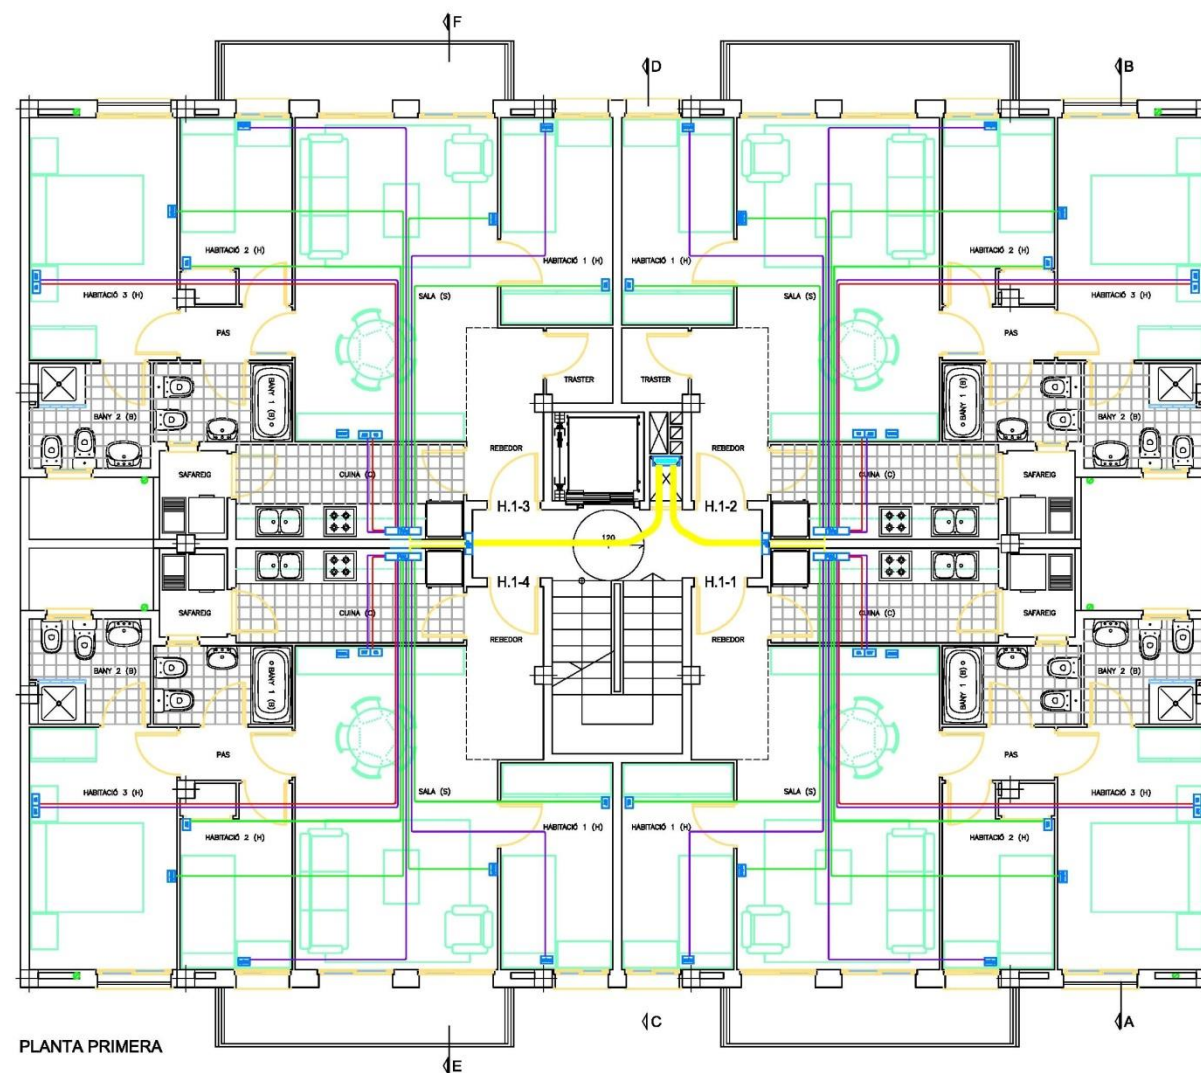 F
D
B
HABITACIÓ 2 (H)
HABITACIÓ 1 (H)
HABITACIÓ 1 (H)
HABITACIÓ 2 (H)
HABITACIÓ 3 (H)
SALA (S)
SALA (S)
HABITACIÓ 3 (H)
PAS
PAS
TRASTER
TRASTER
BANY 1 (B)
BANY 1 (B)
BANY 2 (B)
BANY 2 (B)
REBEDOR
REBEDOR
SAFAREIG
CUINA (C)
CUINA (C)
SAFAREIG
H.1-3
H.1-2
120
H.1-4
H.1-1
SAFAREIG
CUINA (C)
CUINA (C)
SAFAREIG
REBEDOR
REBEDOR
BANY 2 (B)
BANY 2 (B)
BANY 1 (B)
BANY 1 (B)
PAS
PAS
HABITACIÓ 3 (H)
SALA (S)
SALA (S)
HABITACIÓ 3 (H)
HABITACIÓ 2 (H)
HABITACIÓ 1 (H)
HABITACIÓ 1 (H)
HABITACIÓ 2 (H)
C
A
PLANTA PRIMERA
E